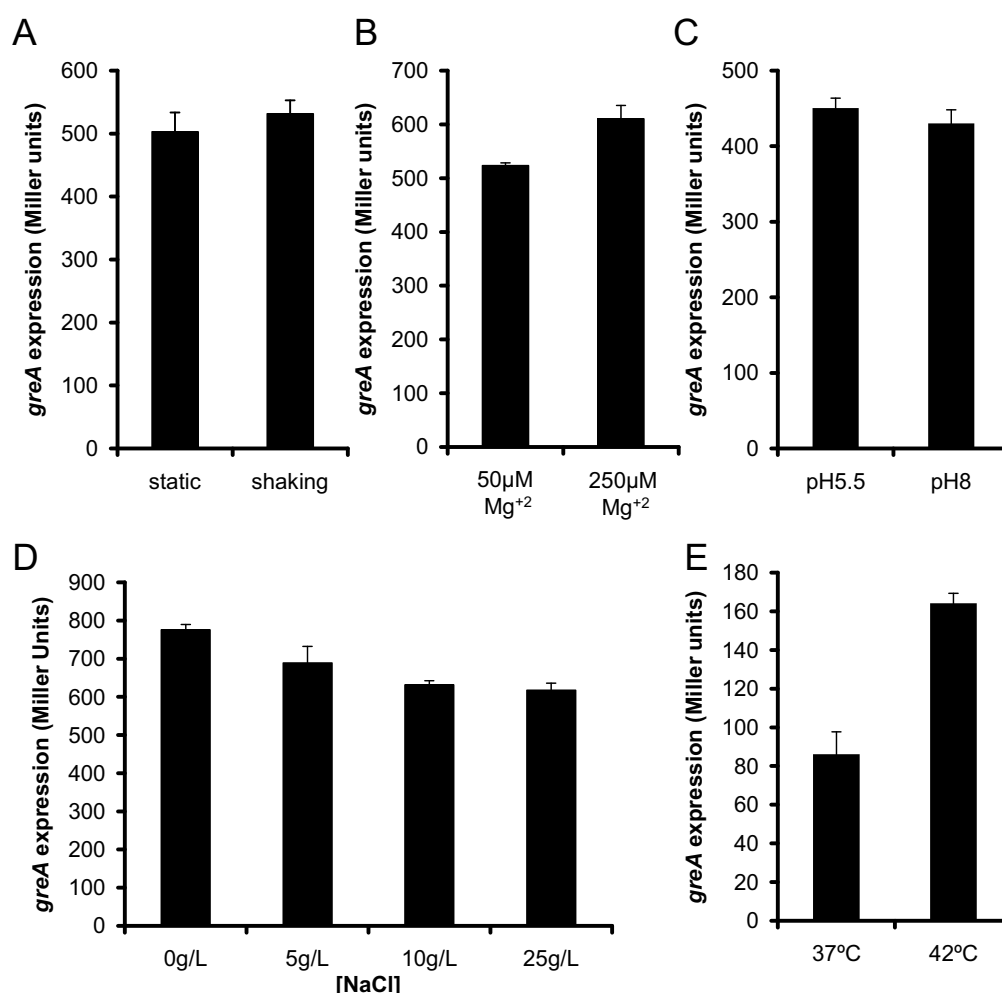 A
greA expression (Miller units)
600
500
400
300
200
100
0
static shaking
B
greA expression (Miller units)
700
600
500
400
300
200
100
0
50µM 250µM
Mg⁺² Mg⁺²
C
greA expression (Miller units)
500
400
300
200
100
0
pH5.5 pH8
D
greA expression (Miller Units)
900
800
700
600
500
400
300
200
100
0
0g/L 5g/L 10g/L 25g/L
[NaCl]
E
greA expression (Miller units)
180
160
140
120
100
80
60
40
20
0
37ºC 42ºC